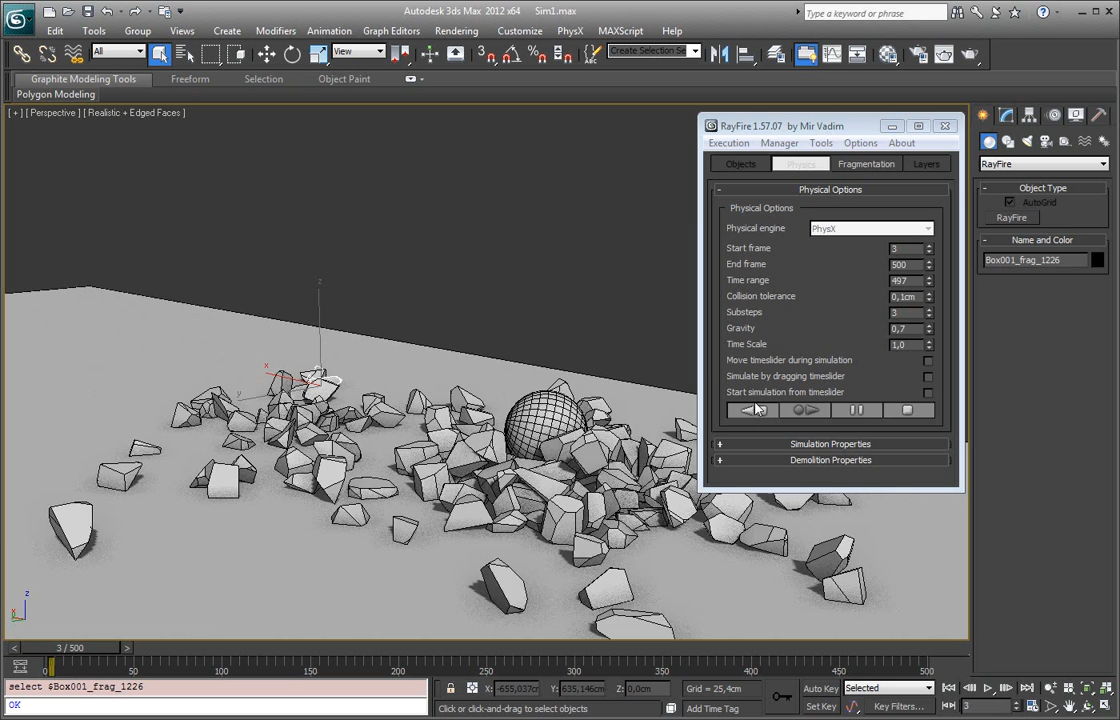 Autodesk 3ds Max 2012 x64 Sim1.max
Type a keyword or phrase
Edit Tools Group Views Create Modifiers Animation Graph Editors Rendering Customize PhysX MAXScript Help
All View Create Selection Se
Graphite Modeling Tools Freeform Selection Object Paint
Polygon Modeling
[ + ] [ Perspective ] [ Realistic + Edged Faces ]
RayFire 1.57.07 by Mir Vadim
Execution Manager Tools Options About
Objects Physics Fragmentation Layers
Physical Options
Physical Options
Physical engine PhysX
Start frame 3
End frame 500
Time range 497
Collision tolerance 0,1cm
Substeps 3
Gravity 0,7
Time Scale 1,0
Move timeslider during simulation
Simulate by dragging timeslider
Start simulation from timeslider
Simulation Properties
Demolition Properties
RayFire
Object Type
AutoGrid
RayFire
Name and Color
Box001_frag_1226
z
x
y
z
x
3 / 500
0 50 100 150 200 250 300 350 400 450 500
select $Box001_frag_1226
OK
X: -655,037cm Y: 635,146cm Z: 0,0cm Grid = 25,4cm
Click or click-and-drag to select objects Add Time Tag
Auto Key Selected
Set Key Key Filters...
3